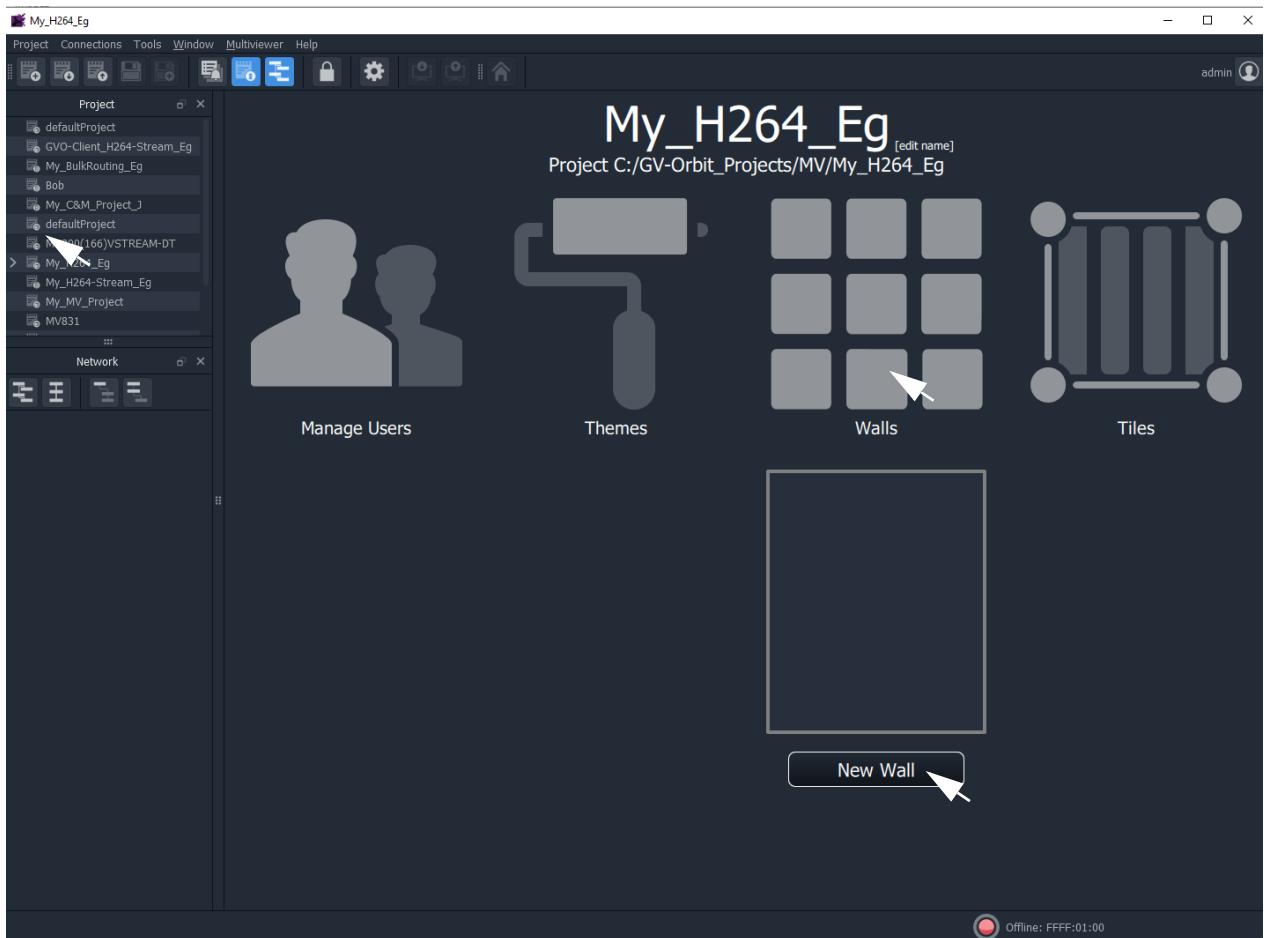 My_H264_Eg
Project Connections Tools Window Multiviewer Help
admin
Project
defaultProject
GVO-Client_H264-Stream_Eg
My_BulkRouting_Eg
Bob
My_C&M_Project_J
defaultProject
(166)VSTREAM-DT
My_H264_Eg
My_H264-Stream_Eg
My_MV_Project
MV831
Network
My_H264_Eg [edit name]
Project C:/GV-Orbit_Projects/MV/My_H264_Eg
Manage Users
Themes
Walls
Tiles
New Wall
Offline: FFFF:01:00